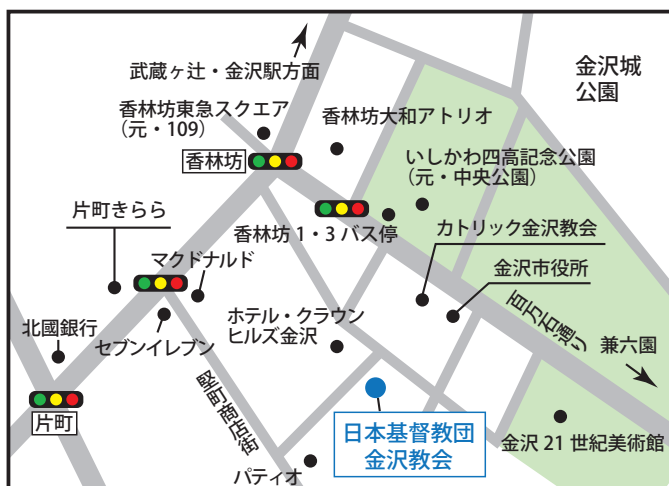 武蔵ヶ辻・金沢駅方面
金沢城
公園
香林坊東急スクエア
(元・109)
香林坊大和アトリオ
香林坊
いしかわ四高記念公園
(元・中央公園)
片町きらら
香林坊 1・3 バス停
カトリック金沢教会
マクドナルド
金沢市役所
百万石通り
北國銀行
セブンイレブン
ホテル・クラウン
ヒルズ金沢
兼六園
竪町商店街
片町
日本基督教団
金沢教会
金沢 21 世紀美術館
パティオ